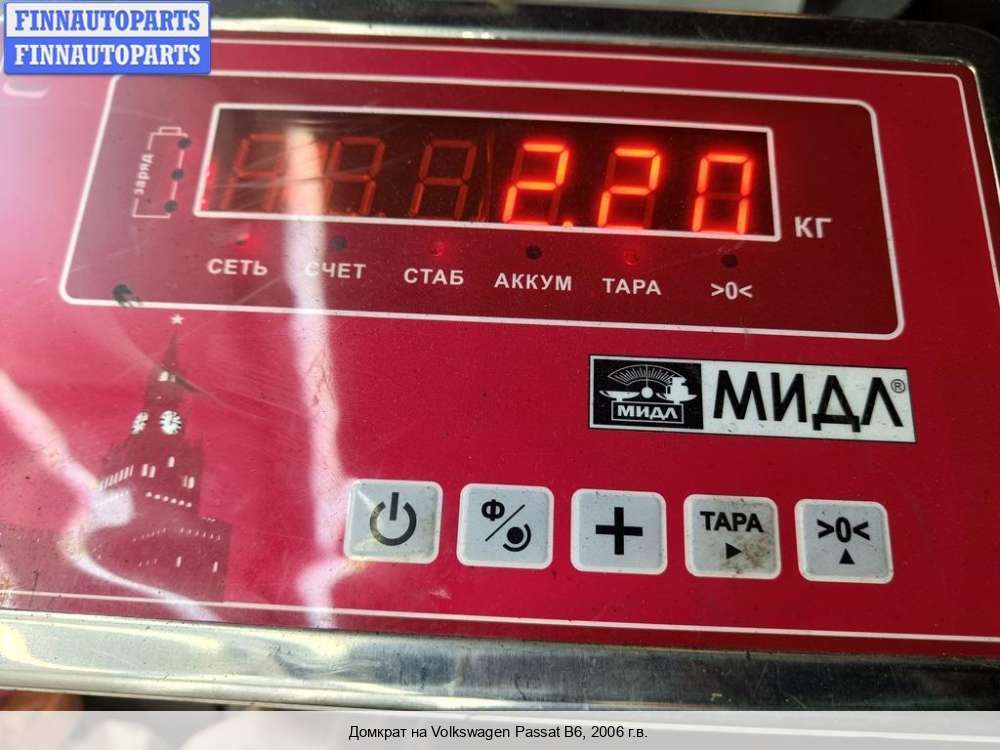 FINNAUTOPARTS
FINNAUTOPARTS
заряд
2.20
КГ
СЕТЬ СЧЕТ СТАБ АККУМ ТАРА >0<
МИДЛ
МИДЛ®
Ф
+
ТАРА
>0<
Домкрат на Volkswagen Passat B6, 2006 г.в.